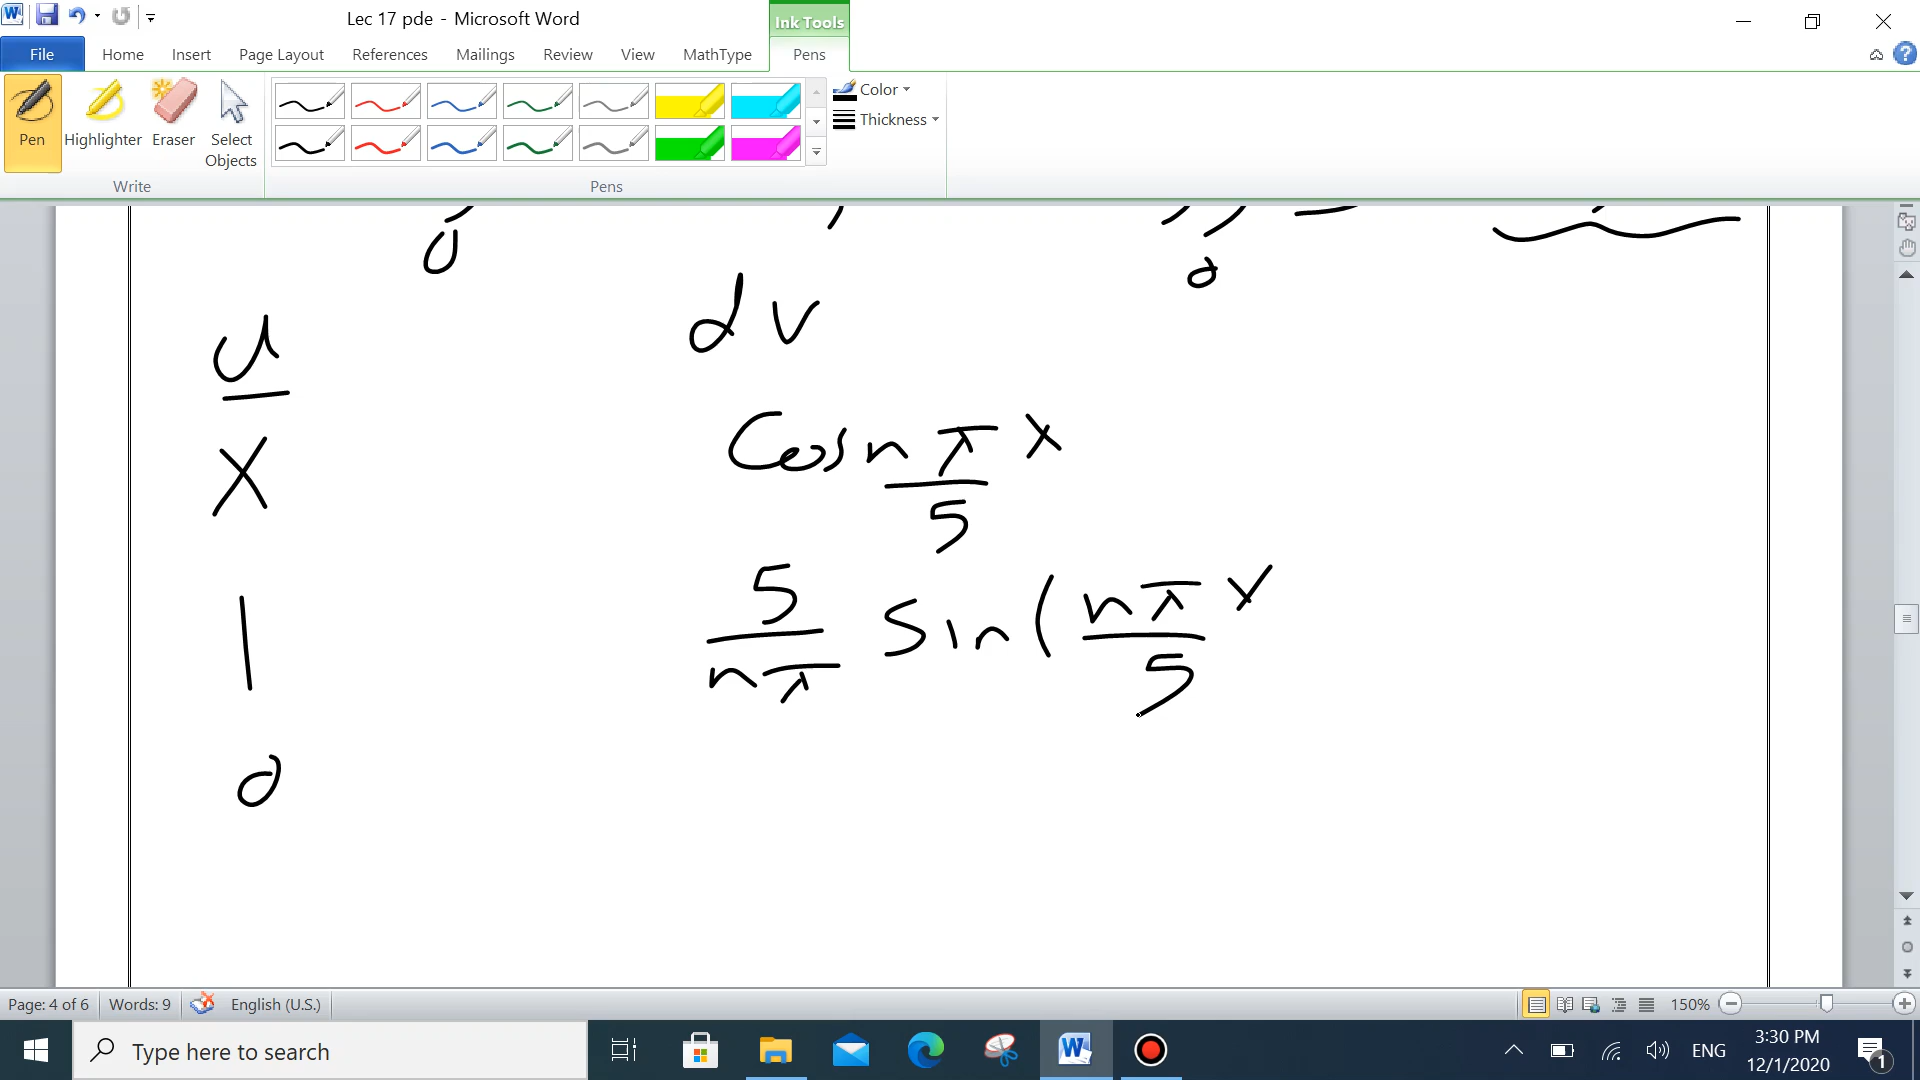 Lec 17 pde - Microsoft Word
Ink Tools
File Home Insert Page Layout References Mailings Review View MathType Pens
Pen Highlighter Eraser Select Objects
Color
Thickness
Write Pens
0 0
u dv
x Cos nπ/5 x
1 5/nπ Sin( nπ/5 x
0
Page: 4 of 6 Words: 9 English (U.S.) 150%
Type here to search
ENG 3:30 PM
12/1/2020 1